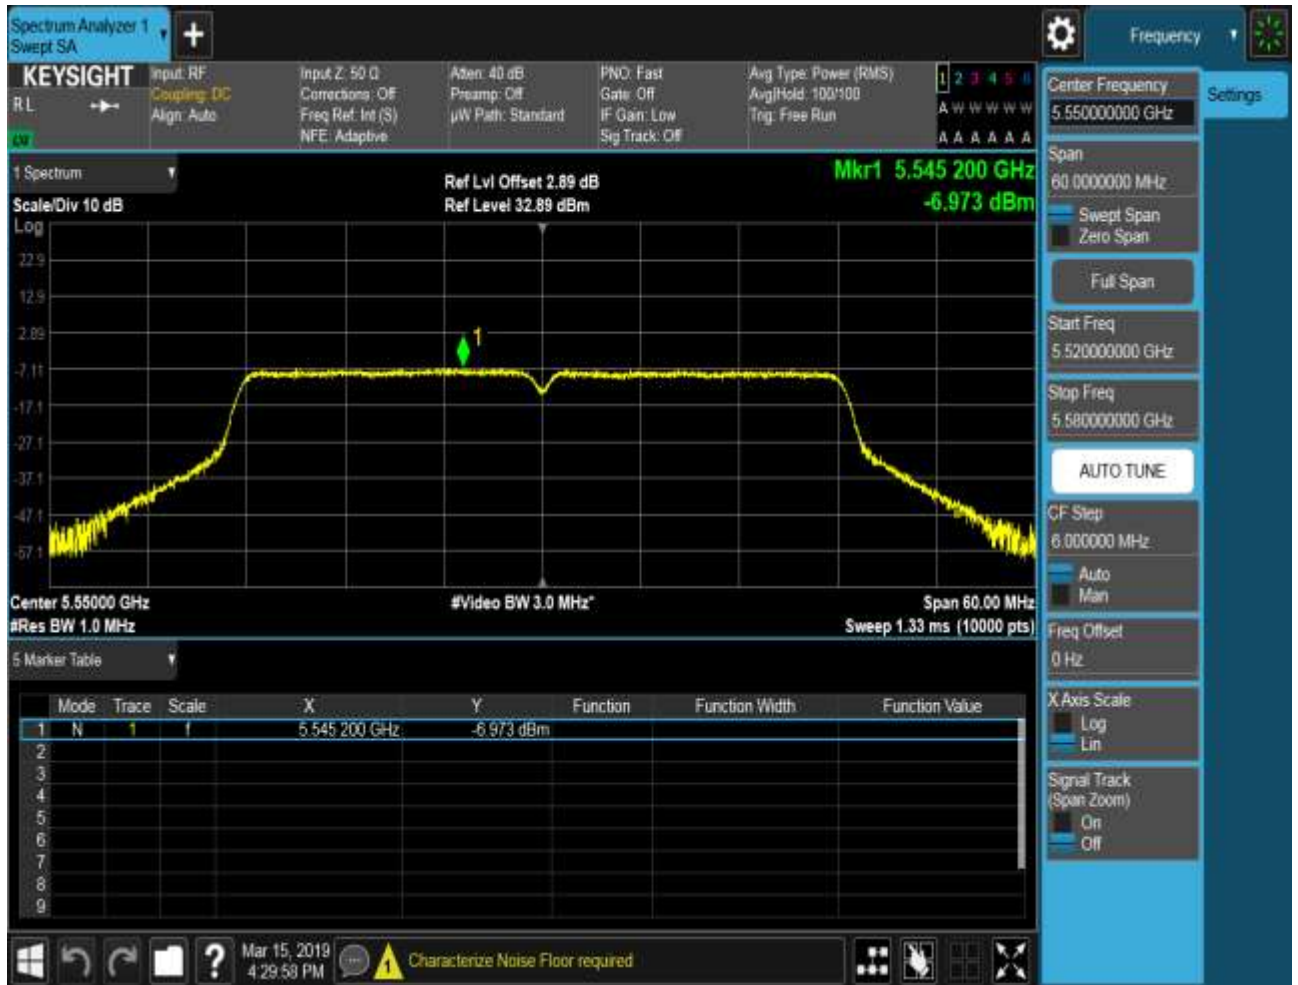 Spectrum Analyzer 1
Swept SA
+
Frequency
KEYSIGHT
RL
Input: RF
Coupling: DC
Align: Auto
Input Z: 50 Ω
Corrections: Off
Freq Ref: Int (S)
NFE: Adaptive
Atten: 40 dB
Preamp: Off
µW Path: Standard
PNO: Fast
Gate: Off
IF Gain: Low
Sig Track: Off
Avg Type: Power (RMS)
Avg|Hold: 100/100
Trig: Free Run
1 2 3 4 5 6
A W W W W W
A A A A A A
1 Spectrum
Scale/Div 10 dB
Ref Lvl Offset 2.89 dB
Ref Level 32.89 dBm
Mkr1 5.545 200 GHz
-6.973 dBm
Log
22.9
12.9
2.89
-7.11
-17.1
-27.1
-37.1
-47.1
-57.1
1
Center 5.55000 GHz
#Res BW 1.0 MHz
#Video BW 3.0 MHz*
Span 60.00 MHz
Sweep 1.33 ms (10000 pts)
5 Marker Table
Mode Trace Scale X Y Function Function Width Function Value
1 N 1 f 5.545 200 GHz -6.973 dBm
2
3
4
5
6
7
8
9
Mar 15, 2019
4:29:58 PM
Characterize Noise Floor required
Center Frequency
5.550000000 GHz
Settings
Span
60.0000000 MHz
Swept Span
Zero Span
Full Span
Start Freq
5.520000000 GHz
Stop Freq
5.580000000 GHz
AUTO TUNE
CF Step
6.000000 MHz
Auto
Man
Freq Offset
0 Hz
X Axis Scale
Log
Lin
Signal Track
(Span Zoom)
On
Off